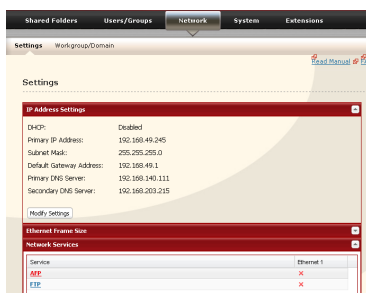 Shared Folders Users/Groups Network System Extensions
Settings Workgroup/Domain
Read Manual
Settings
IP Address Settings
DHCP: Disabled
Primary IP Address: 192.168.49.245
Subnet Mask: 255.255.255.0
Default Gateway Address: 192.168.49.1
Primary DNS Server: 192.168.140.111
Secondary DNS Server: 192.168.203.215
Modify Settings
Ethernet Frame Size
Network Services
Service Ethernet 1
AFP
FTP